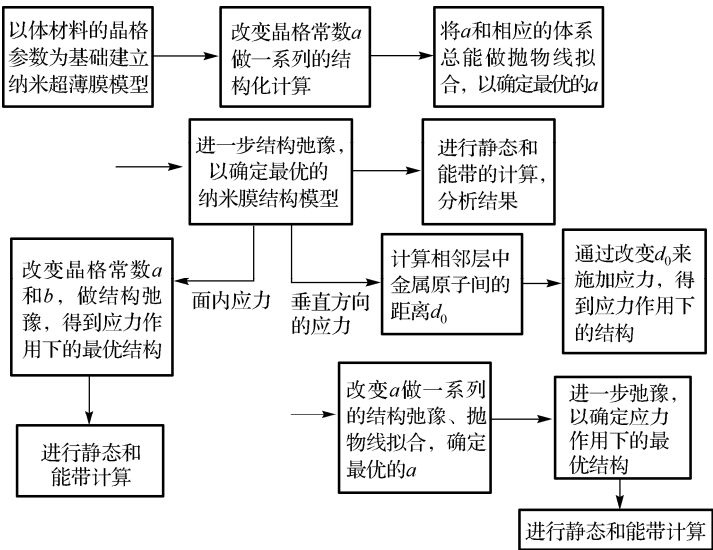 以体材料的晶格
参数为基础建立
纳米超薄膜模型
改变晶格常数a
做一系列的结
构化计算
将a和相应的体系
总能做抛物线拟
合，以确定最优的a
进一步结构弛豫，
以确定最优的
纳米膜结构模型
进行静态和
能带的计算，
分析结果
改变晶格常数a
和b，做结构弛
豫，得到应力作
用下的最优结构
面内应力
垂直方向
的应力
计算相邻层中
金属原子间的
距离d₀
通过改变d₀来
施加应力，得
到应力作用下
的结构
进行静态和
能带计算
改变a做一系列
的结构弛豫、抛
物线拟合，确定
最优的a
进一步弛豫，
以确定应力
作用下的最
优结构
进行静态和能带计算